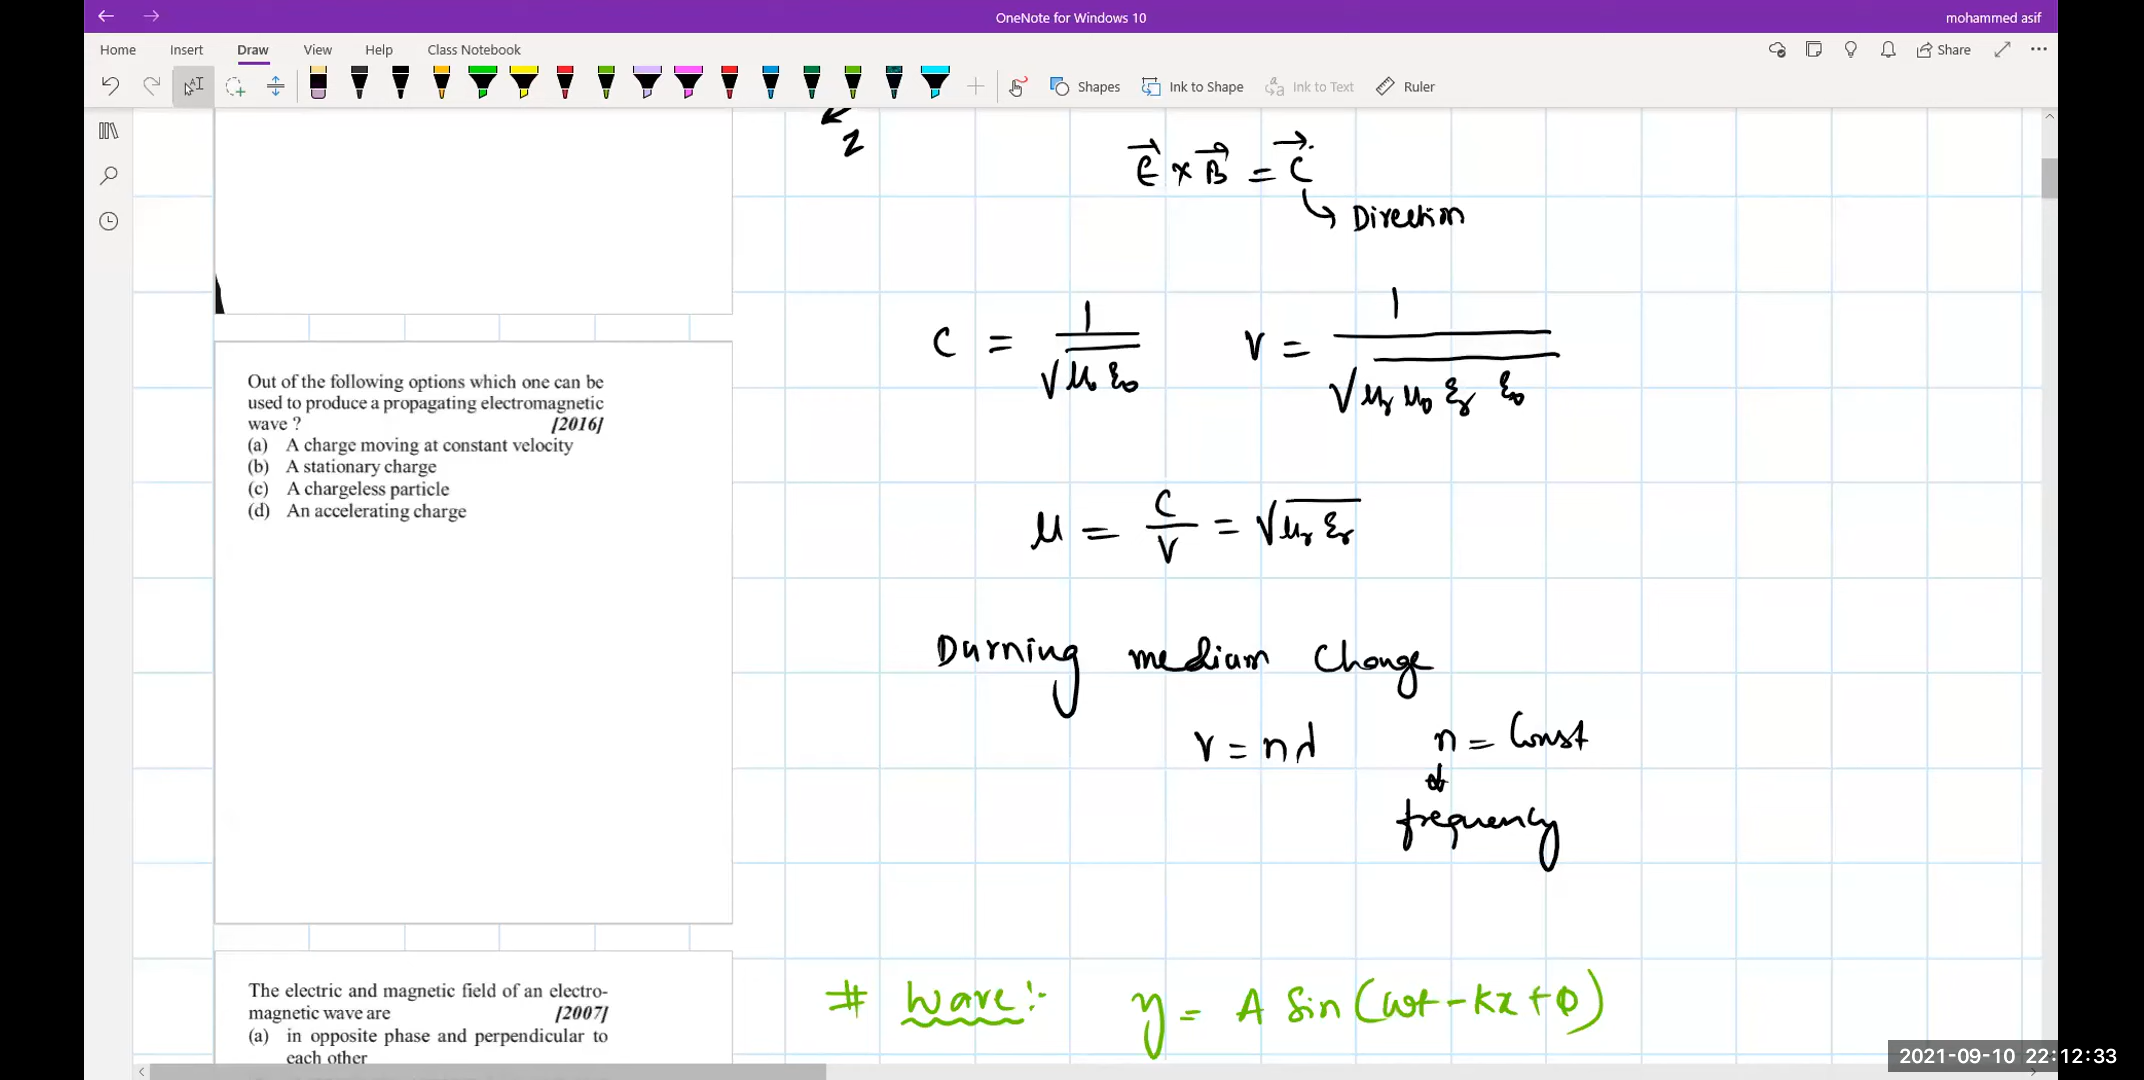 OneNote for Windows 10
mohammed asif
Home Insert Draw View Help Class Notebook
Share
Shapes Ink to Shape Ink to Text Ruler
Z
E × B = C
Direction
C = 1/√μ₀ε₀ v = 1/√μᵣμ₀εᵣε₀
Out of the following options which one can be
used to produce a propagating electromagnetic
wave ? [2016]
(a) A charge moving at constant velocity
(b) A stationary charge
(c) A chargeless particle
(d) An accelerating charge
μ = C/V = √μᵣεᵣ
Durning medium Change
v = nλ n = Const
frequency
The electric and magnetic field of an electro-
magnetic wave are [2007]
(a) in opposite phase and perpendicular to
each other
# Wave:- y = A Sin (ωt - kx + φ)
2021-09-10 22:12:33